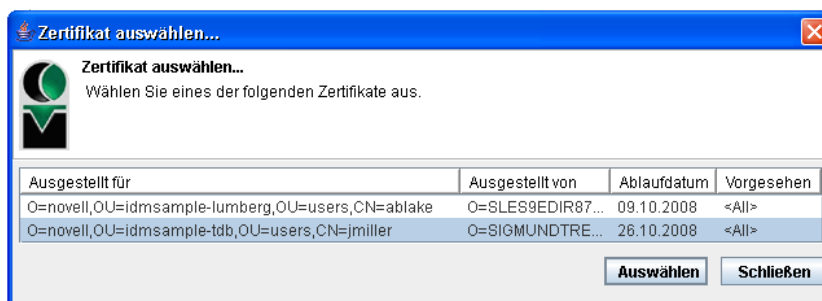 Zertifikat auswählen...
Zertifikat auswählen...
Wählen Sie eines der folgenden Zertifikate aus.
Ausgestellt für Ausgestellt von Ablaufdatum Vorgesehen
O=novell,OU=idmsample-lumberg,OU=users,CN=ablake O=SLES9EDIR87... 09.10.2008 <All>
O=novell,OU=idmsample-tdb,OU=users,CN=jmiller O=SIGMUNDTRE... 26.10.2008 <All>
Auswählen Schließen